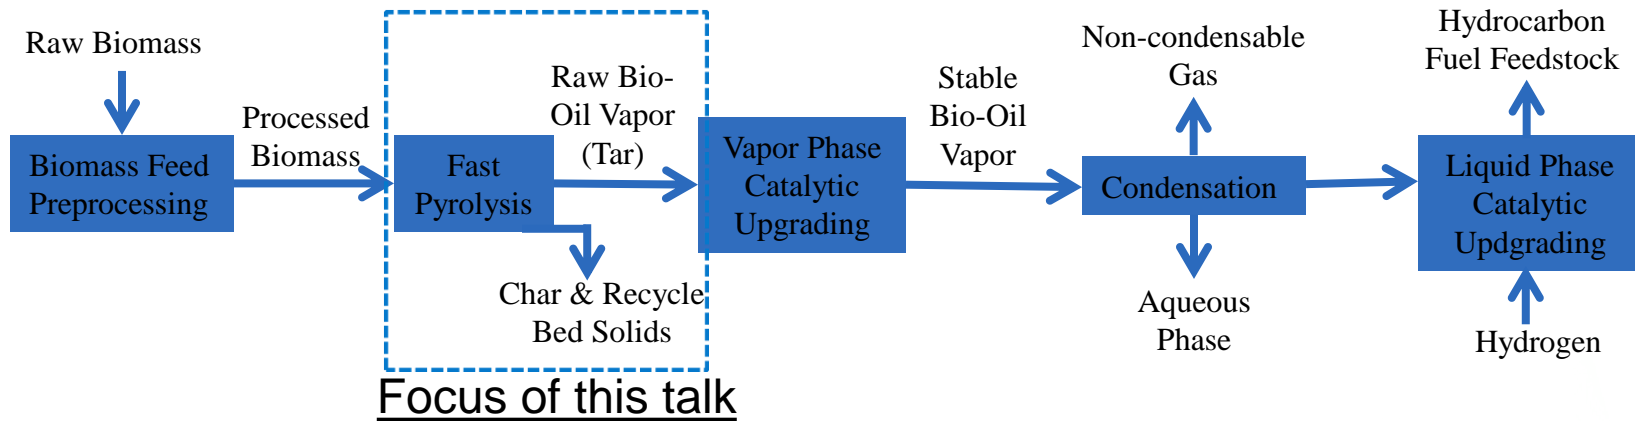 Raw Biomass
Biomass Feed
Preprocessing
Processed
Biomass
Fast
Pyrolysis
Raw Bio-
Oil Vapor
(Tar)
Char & Recycle
Bed Solids
Focus of this talk
Vapor Phase
Catalytic
Upgrading
Stable
Bio-Oil
Vapor
Non-condensable
Gas
Condensation
Aqueous
Phase
Hydrocarbon
Fuel Feedstock
Liquid Phase
Catalytic
Updgrading
Hydrogen